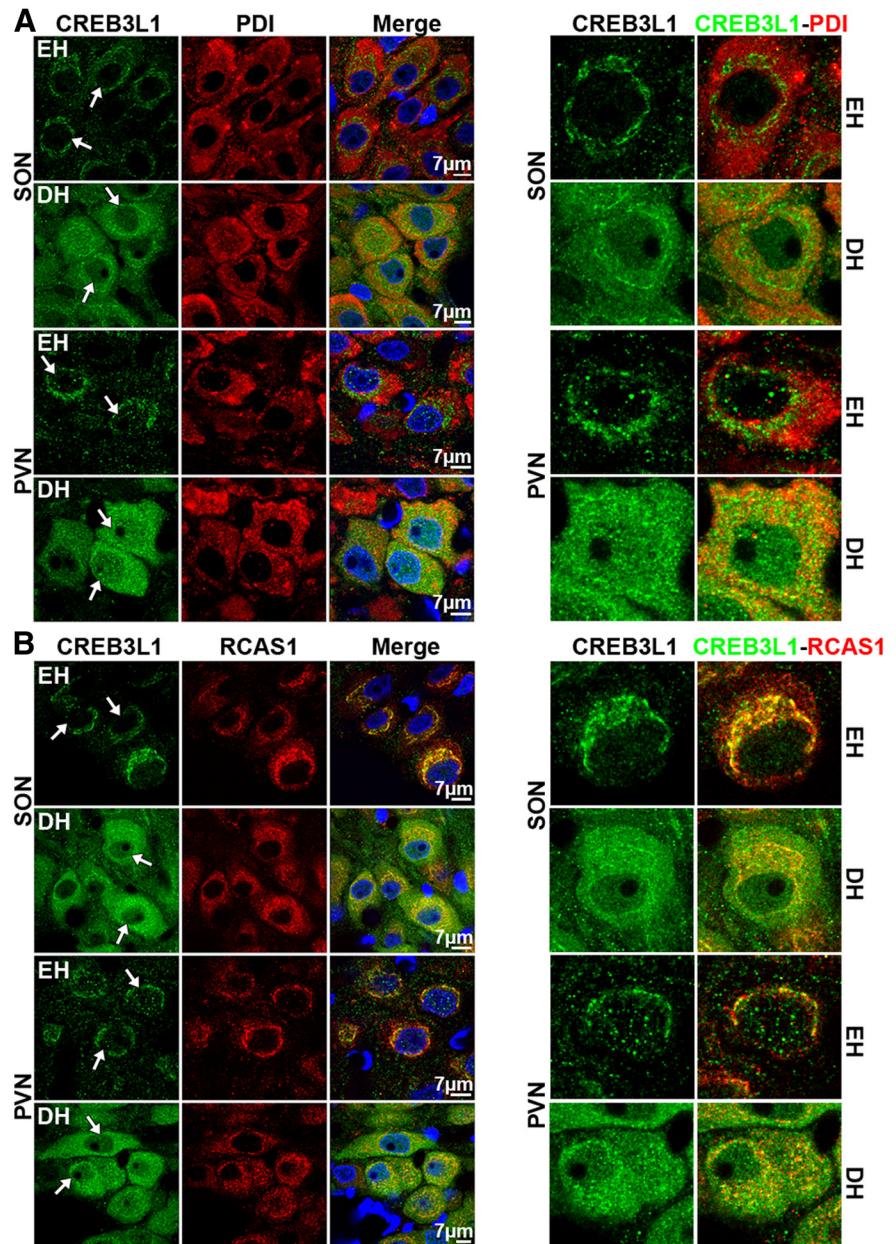 A
CREB3L1 PDI Merge CREB3L1 CREB3L1-PDI
EH
7µm
EH
SON SON
DH
7µm
DH
EH
7µm
EH
PVN PVN
DH
7µm
DH
B
CREB3L1 RCAS1 Merge CREB3L1 CREB3L1-RCAS1
EH
7µm
EH
SON SON
DH
7µm
DH
EH
7µm
EH
PVN PVN
DH
7µm
DH